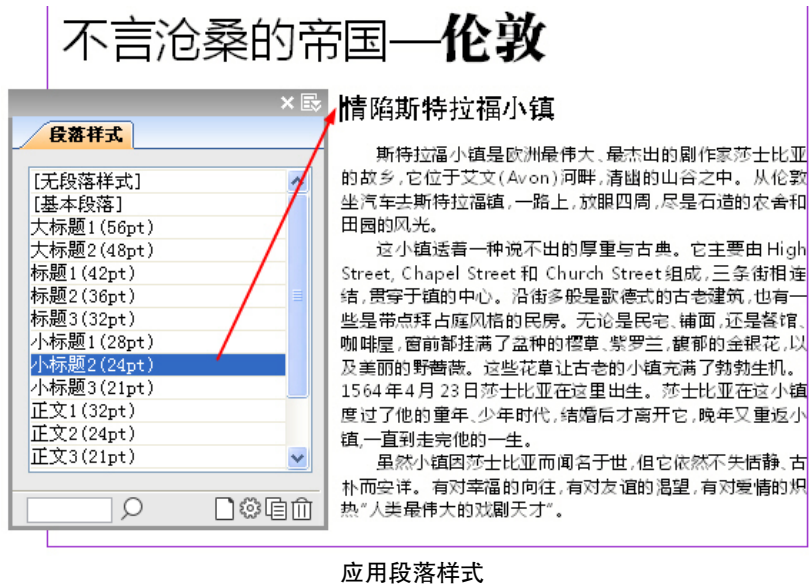 不言沧桑的帝国—伦敦
段落样式
[无段落样式]
[基本段落]
大标题1(56pt)
大标题2(48pt)
标题1(42pt)
标题2(36pt)
标题3(32pt)
小标题1(28pt)
小标题2(24pt)
小标题3(21pt)
正文1(32pt)
正文2(24pt)
正文3(21pt)
情陷斯特拉福小镇
斯特拉福小镇是欧洲最伟大、最杰出的剧作家莎士比亚
的故乡,它位于艾文(Avon)河畔,清幽的山谷之中。从伦敦
坐汽车去斯特拉福镇,一路上,放眼四周,尽是石造的农舍和
田园的风光。
这小镇透着一种说不出的厚重与古典。它主要由 High
Street, Chapel Street 和 Church Street 组成,三条街相连
结,贯穿于镇的中心。沿街多般是歌德式的古老建筑,也有一
些是带点拜占庭风格的民房。无论是民宅、铺面,还是餐馆、
咖啡屋,窗前都挂满了盆种的樱草、紫罗兰,馥郁的金银花,以
及美丽的野蔷薇。这些花草让古老的小镇充满了勃勃生机。
1564年4月23日莎士比亚在这里出生。莎士比亚在这小镇
度过了他的童年、少年时代,结婚后才离开它,晚年又重返小
镇,一直到走完他的一生。
虽然小镇因莎士比亚而闻名于世,但它依然不失恬静、古
朴而安详。有对幸福的向往,有对友谊的渴望,有对爱情的炽
热“人类最伟大的戏剧天才”。
应用段落样式